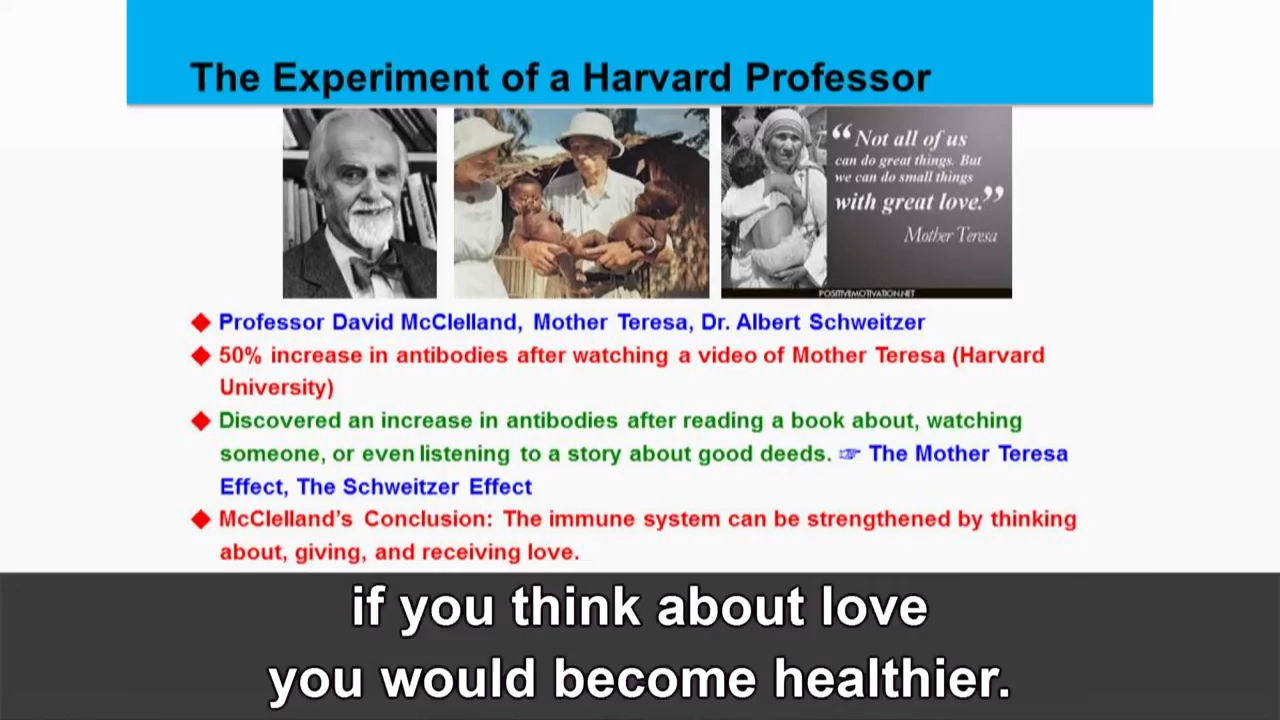 The Experiment of a Harvard Professor
“Not all of us
can do great things. But
we can do small things
with great love.”
Mother Teresa
POSITIVEMOTIVATION.NET
◆ Professor David McClelland, Mother Teresa, Dr. Albert Schweitzer
◆ 50% increase in antibodies after watching a video of Mother Teresa (Harvard
University)
◆ Discovered an increase in antibodies after reading a book about, watching
someone, or even listening to a story about good deeds. ☞ The Mother Teresa
Effect, The Schweitzer Effect
◆ McClelland’s Conclusion: The immune system can be strengthened by thinking
about, giving, and receiving love.
if you think about love
you would become healthier.